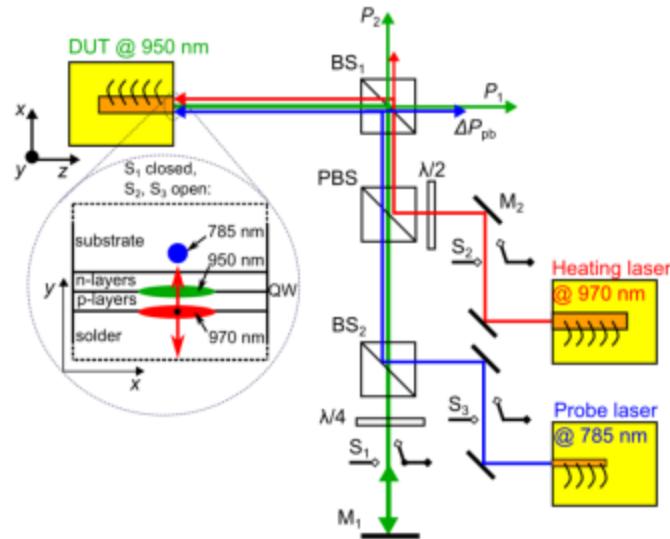 P2
DUT @ 950 nm
BS1
P1
ΔPpb
x
y
z
S1 closed,
S2, S3 open:
PBS
λ/2
M2
substrate
785 nm
950 nm
n-layers
QW
p-layers
y
solder
970 nm
x
S2
Heating laser
@ 970 nm
BS2
λ/4
S3
Probe laser
@ 785 nm
S1
M1